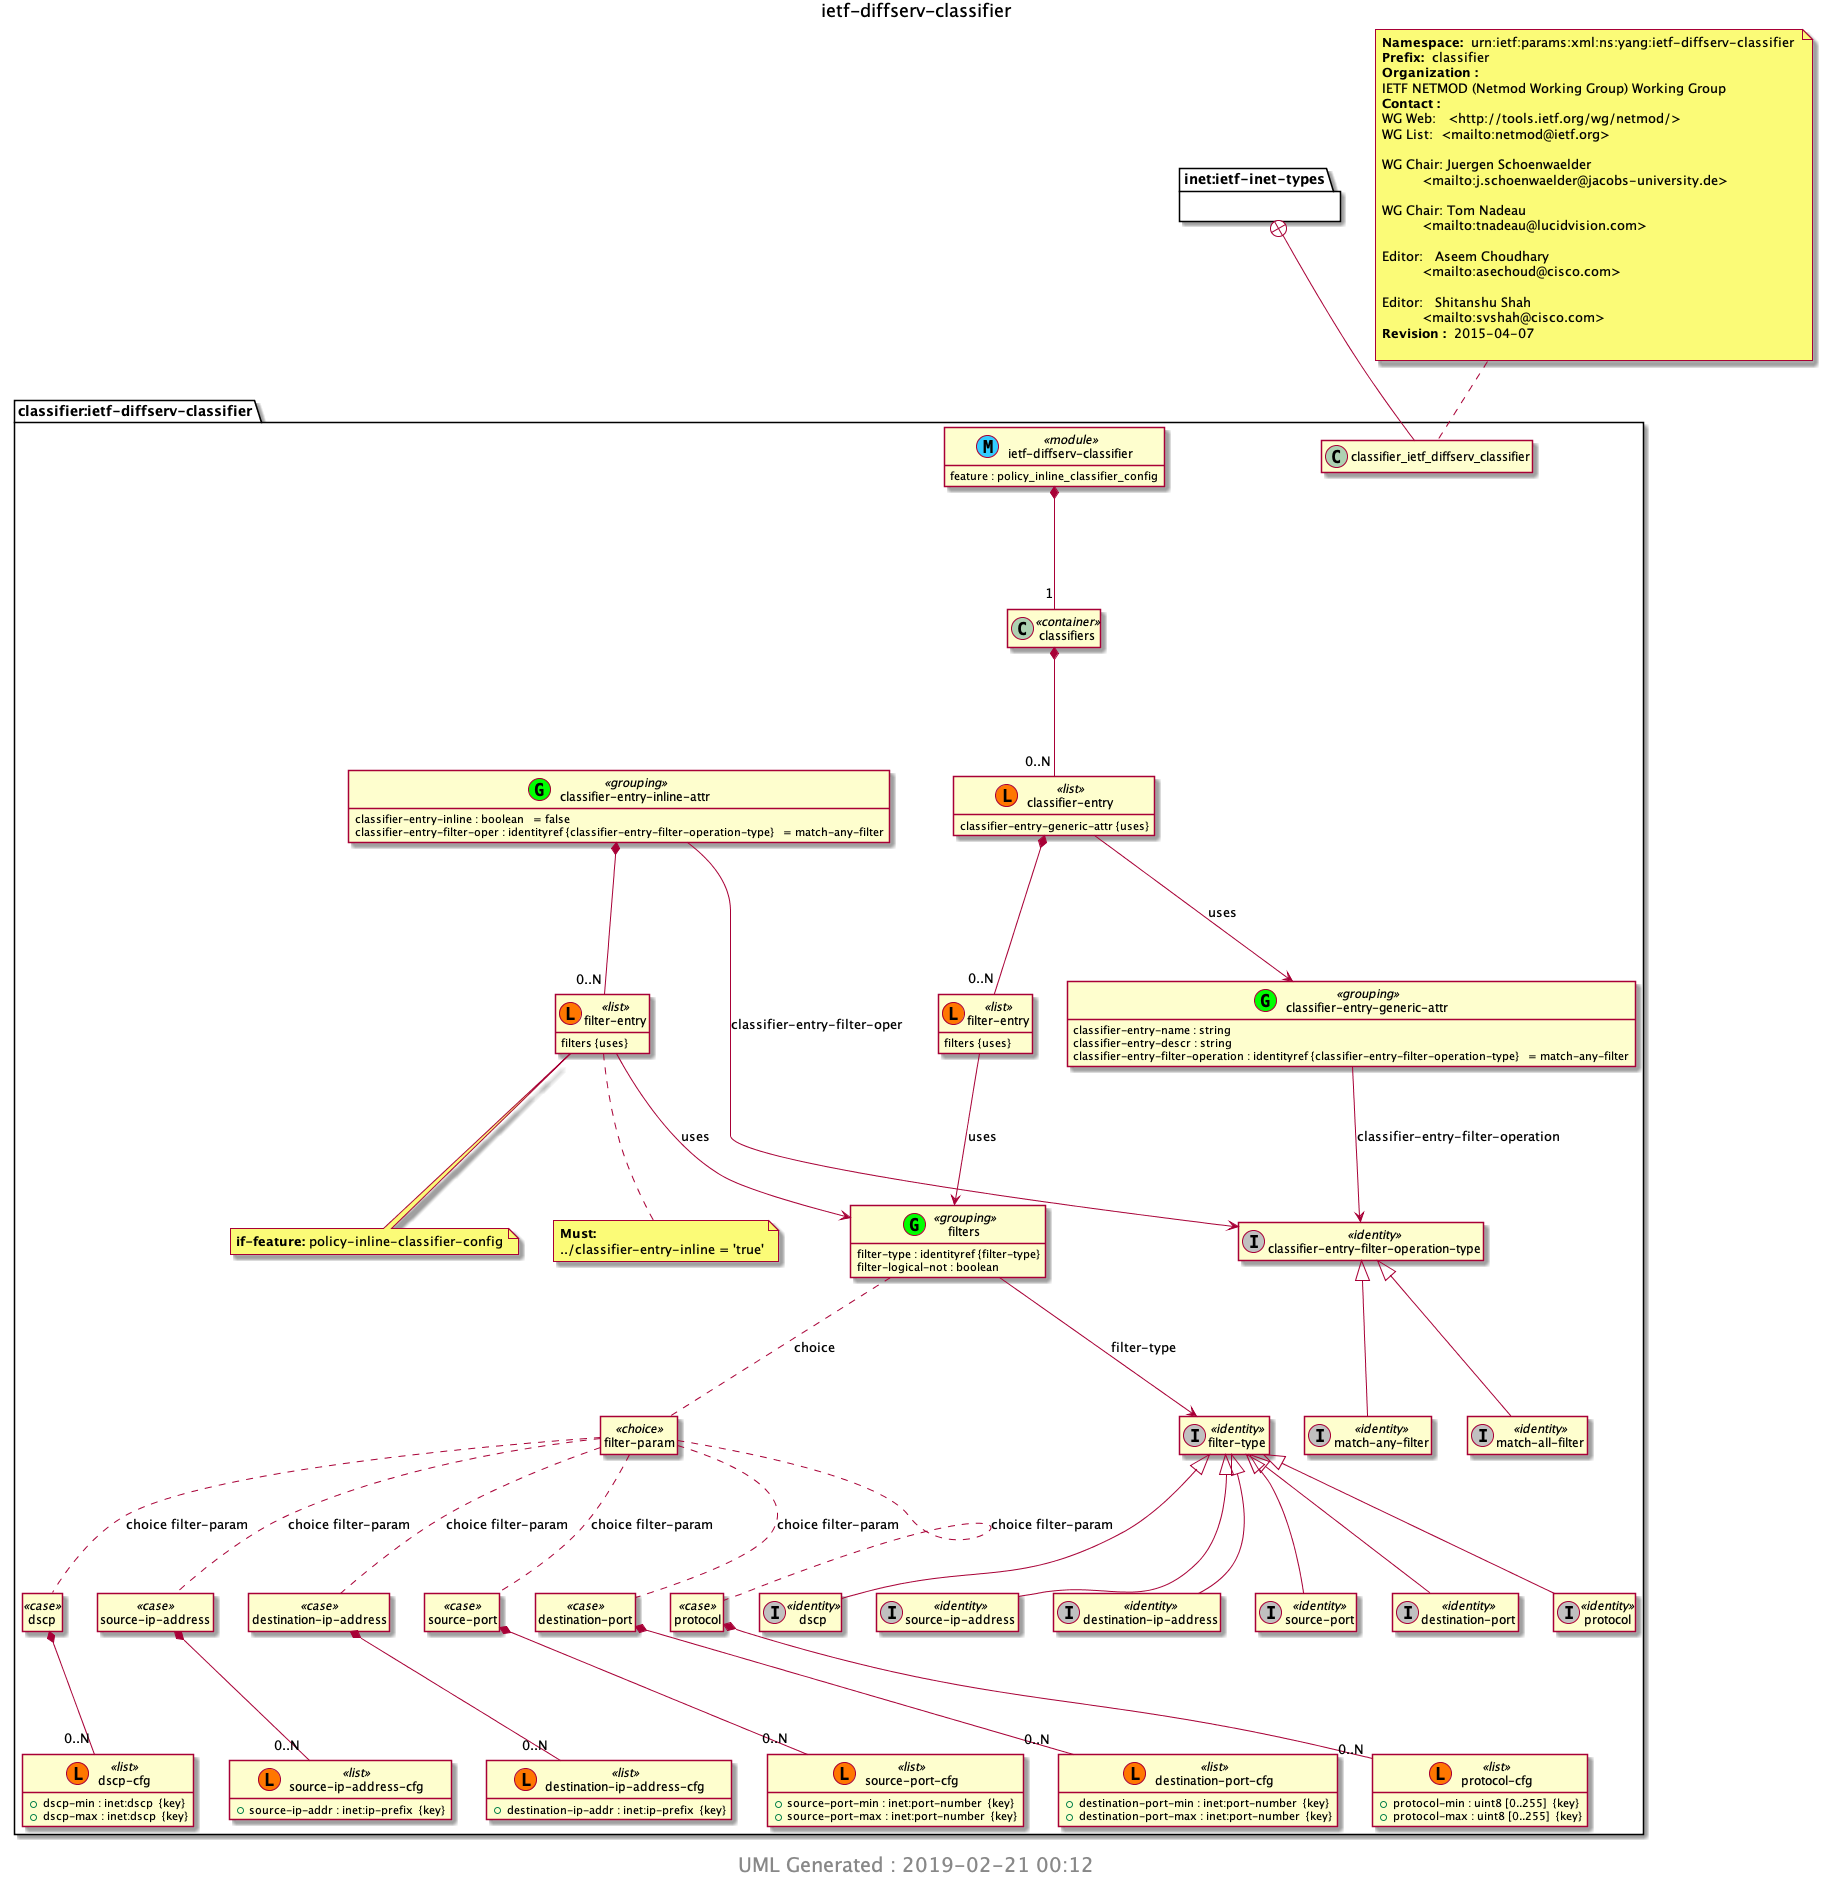 ietf-diffserv-classifier
Namespace: urn:ietf:params:xml:ns:yang:ietf-diffserv-classifier
Prefix: classifier
Organization :
IETF NETMOD (Netmod Working Group) Working Group
Contact :
WG Web: <http://tools.ietf.org/wg/netmod/>
WG List: <mailto:netmod@ietf.org>
WG Chair: Juergen Schoenwaelder
<mailto:j.schoenwaelder@jacobs-university.de>
WG Chair: Tom Nadeau
<mailto:tnadeau@lucidvision.com>
Editor: Aseem Choudhary
<mailto:asechoud@cisco.com>
Editor: Shitanshu Shah
<mailto:svshah@cisco.com>
Revision : 2015-04-07
inet:ietf-inet-types
classifier:ietf-diffserv-classifier
M
«module»
ietf-diffserv-classifier
feature : policy_inline_classifier_config
C
classifier_ietf_diffserv_classifier
1
C
«container»
classifiers
0..N
G
«grouping»
classifier-entry-inline-attr
classifier-entry-inline : boolean = false
classifier-entry-filter-oper : identityref {classifier-entry-filter-operation-type} = match-any-filter
L
«list»
classifier-entry
classifier-entry-generic-attr {uses}
uses
0..N
L
«list»
filter-entry
filters {uses}
classifier-entry-filter-oper
0..N
L
«list»
filter-entry
filters {uses}
G
«grouping»
classifier-entry-generic-attr
classifier-entry-name : string
classifier-entry-descr : string
classifier-entry-filter-operation : identityref {classifier-entry-filter-operation-type} = match-any-filter
uses
uses
classifier-entry-filter-operation
if-feature: policy-inline-classifier-config
Must:
../classifier-entry-inline = 'true'
G
«grouping»
filters
filter-type : identityref {filter-type}
filter-logical-not : boolean
I
«identity»
classifier-entry-filter-operation-type
choice
filter-type
«choice»
filter-param
I
«identity»
filter-type
I
«identity»
match-any-filter
I
«identity»
match-all-filter
choice filter-param
choice filter-param
choice filter-param
choice filter-param
choice filter-param
choice filter-param
«case»
dscp
«case»
source-ip-address
«case»
destination-ip-address
«case»
source-port
«case»
destination-port
«case»
protocol
I
«identity»
dscp
I
«identity»
source-ip-address
I
«identity»
destination-ip-address
I
«identity»
source-port
I
«identity»
destination-port
I
«identity»
protocol
0..N
0..N
0..N
0..N
0..N
0..N
L
«list»
dscp-cfg
dscp-min : inet:dscp {key}
dscp-max : inet:dscp {key}
L
«list»
source-ip-address-cfg
source-ip-addr : inet:ip-prefix {key}
L
«list»
destination-ip-address-cfg
destination-ip-addr : inet:ip-prefix {key}
L
«list»
source-port-cfg
source-port-min : inet:port-number {key}
source-port-max : inet:port-number {key}
L
«list»
destination-port-cfg
destination-port-min : inet:port-number {key}
destination-port-max : inet:port-number {key}
L
«list»
protocol-cfg
protocol-min : uint8 [0..255] {key}
protocol-max : uint8 [0..255] {key}
UML Generated : 2019-02-21 00:12